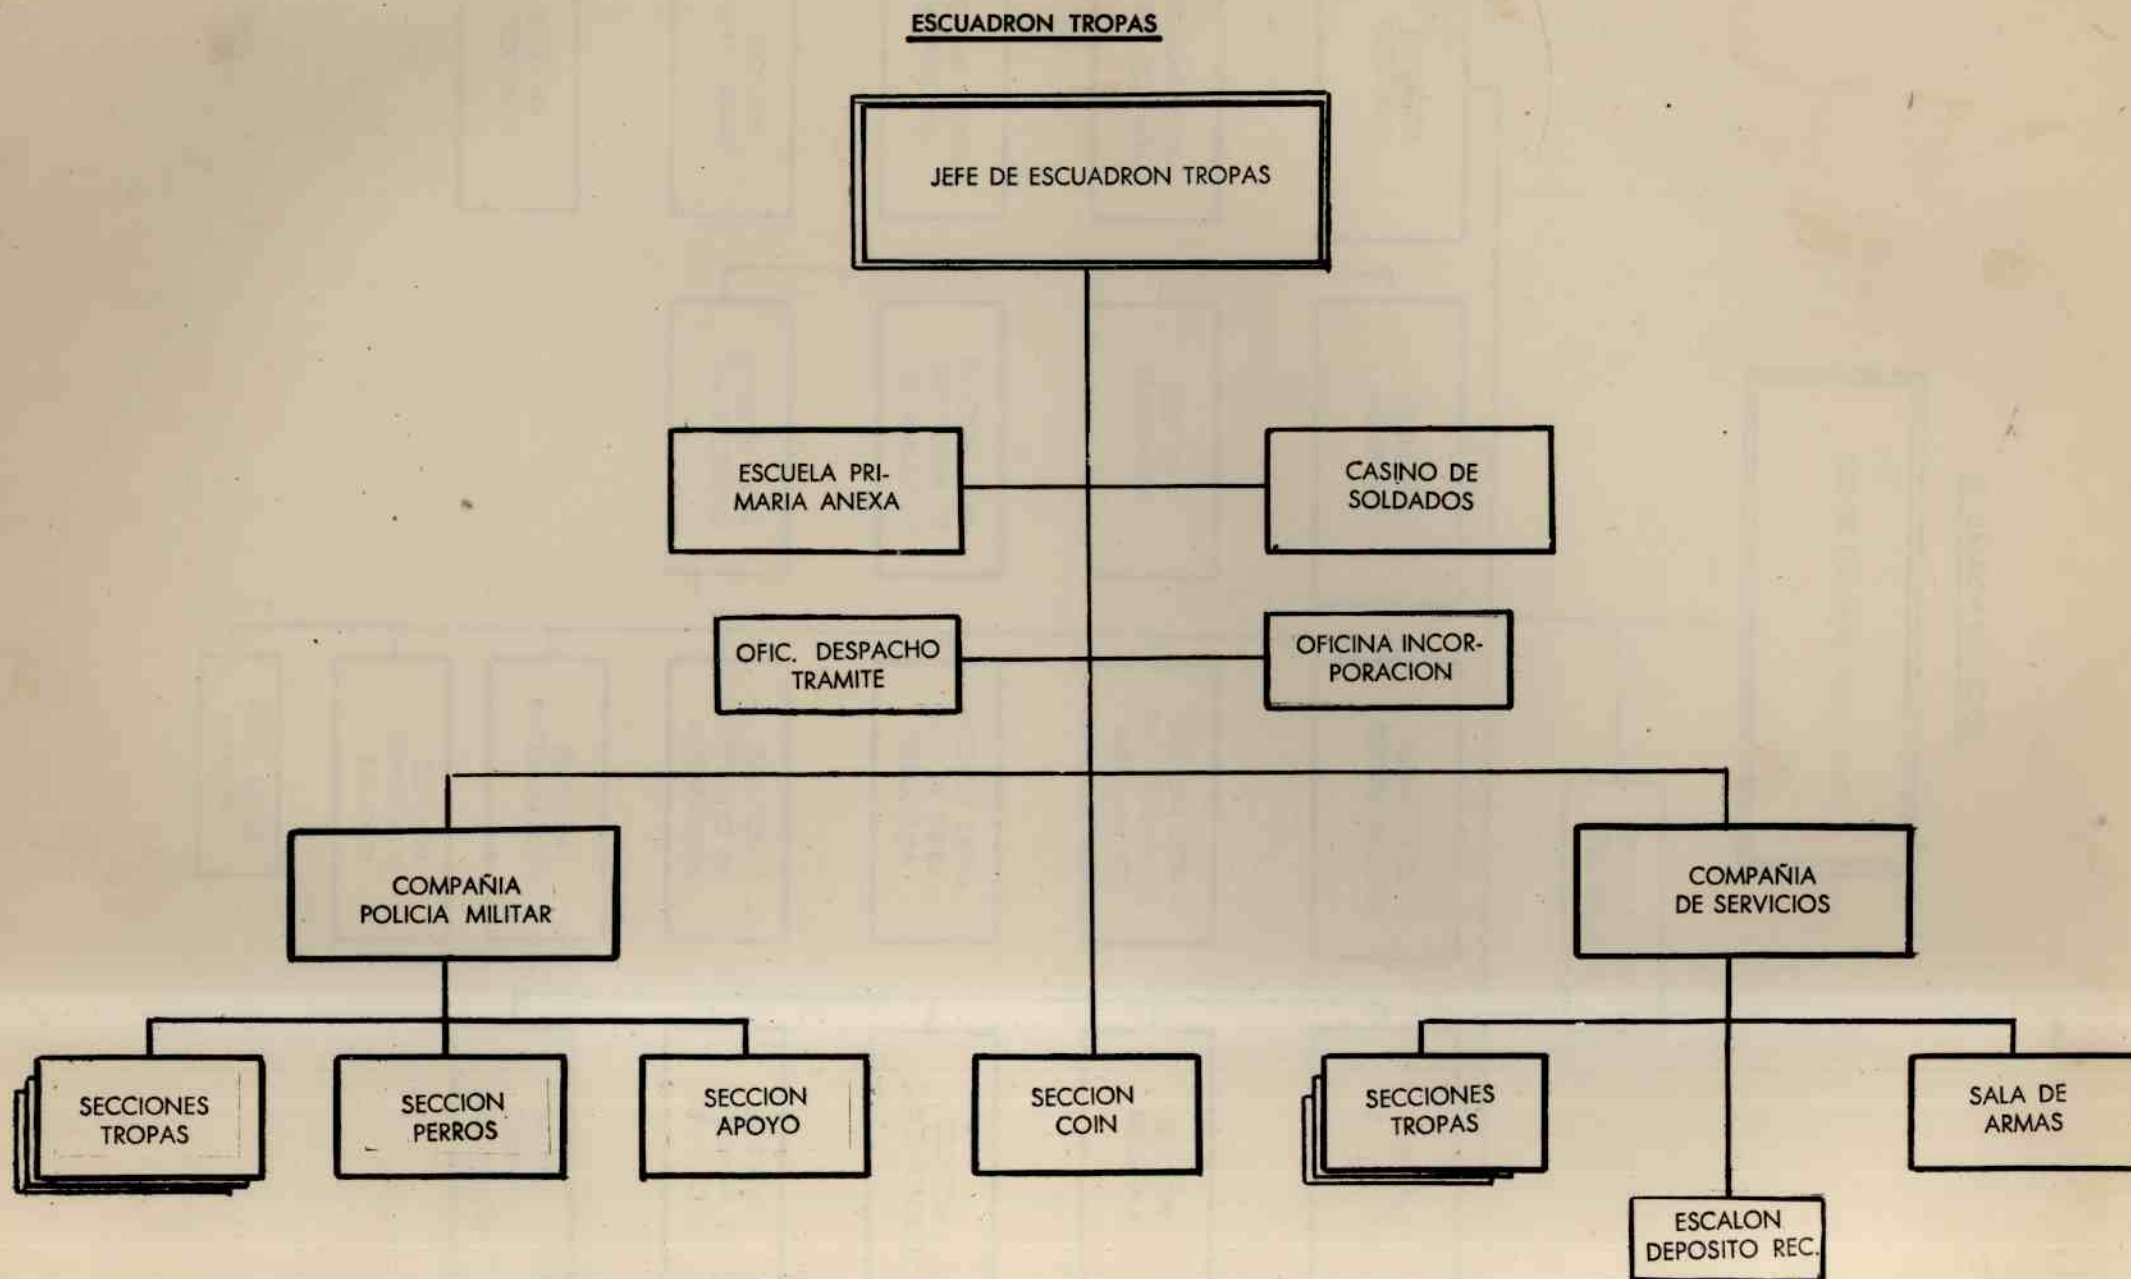 ESCUADRON TROPAS
JEFE DE ESCUADRON TROPAS
ESCUELA PRI-
MARIA ANEXA
CASINO DE
SOLDADOS
OFIC. DESPACHO
TRAMITE
OFICINA INCOR-
PORACION
COMPAÑIA
POLICIA MILITAR
COMPAÑIA
DE SERVICIOS
SECCIONES
TROPAS
SECCION
PERROS
SECCION
APOYO
SECCION
COIN
SECCIONES
TROPAS
SALA DE
ARMAS
ESCALON
DEPOSITO REC.